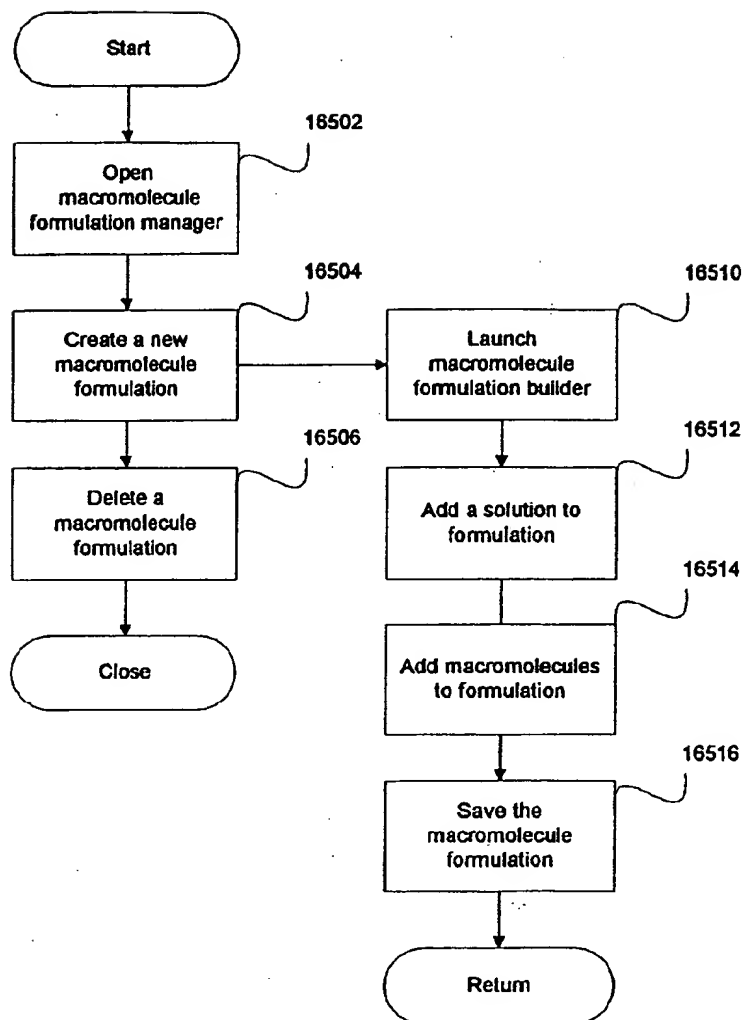 Start
16502
Open
macromolecule
formulation manager
16504
Create a new
macromolecule
formulation
16506
Delete a
macromolecule
formulation
Close
16510
Launch
macromolecule
formulation builder
16512
Add a solution to
formulation
16514
Add macromolecules
to formulation
16516
Save the
macromolecule
formulation
Return